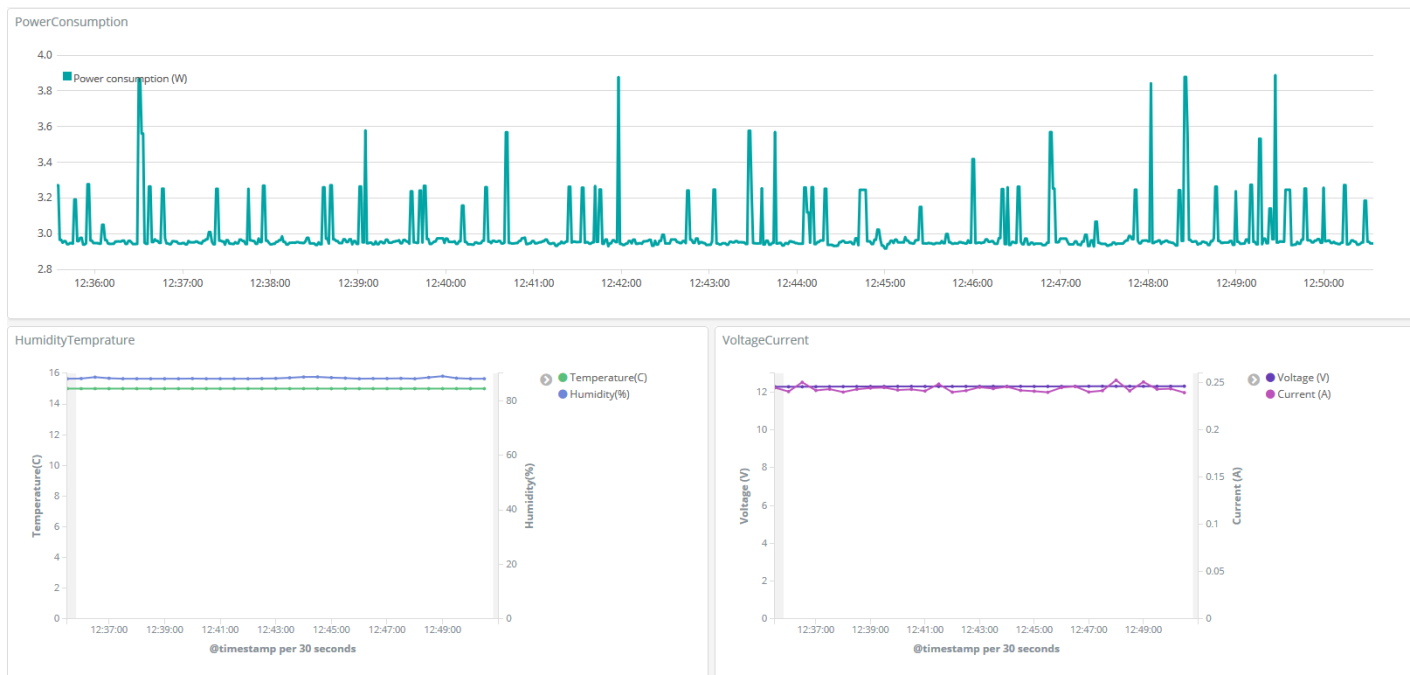 PowerConsumption
4.0
Power consumption (W)
3.8
3.6
3.4
3.2
3.0
2.8
12:36:00 12:37:00 12:38:00 12:39:00 12:40:00 12:41:00 12:42:00 12:43:00 12:44:00 12:45:00 12:46:00 12:47:00 12:48:00 12:49:00 12:50:00
HumidityTemprature
16
14
12
10
8
6
4
2
0
Temperature(C)
12:37:00 12:39:00 12:41:00 12:43:00 12:45:00 12:47:00 12:49:00
@timestamp per 30 seconds
80
60
40
20
0
Humidity(%)
Temperature(C)
Humidity(%)
VoltageCurrent
12
10
8
6
4
2
0
Voltage (V)
12:37:00 12:39:00 12:41:00 12:43:00 12:45:00 12:47:00 12:49:00
@timestamp per 30 seconds
0.25
0.2
0.15
0.1
0.05
0
Current (A)
Voltage (V)
Current (A)